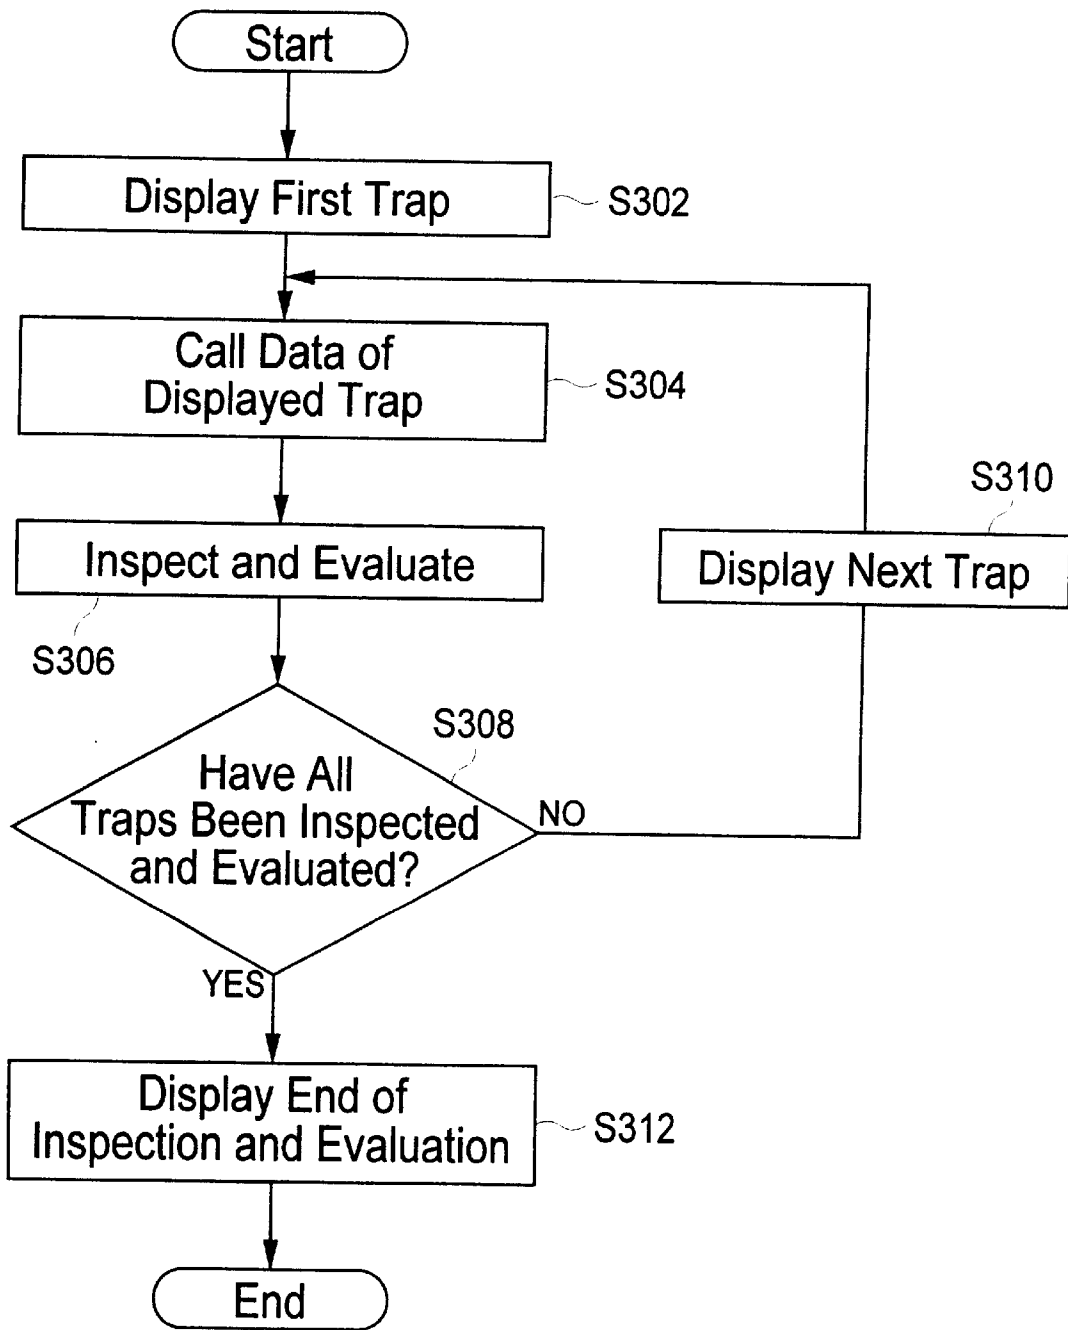 Start
Display First Trap
S302
Call Data of
Displayed Trap
S304
S310
Inspect and Evaluate
Display Next Trap
S306
S308
Have All
Traps Been Inspected
and Evaluated?
NO
YES
Display End of
Inspection and Evaluation
S312
End